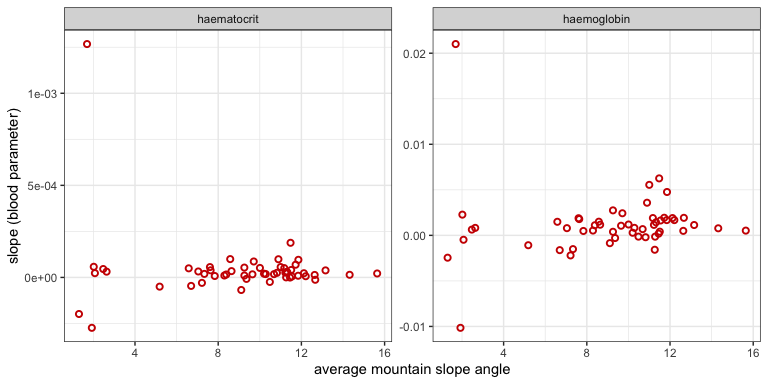 haematocrit
haemoglobin
slope (blood parameter)
1e-03
5e-04
0e+00
0.02
0.01
0.00
-0.01
4
8
12
16
4
8
12
16
average mountain slope angle